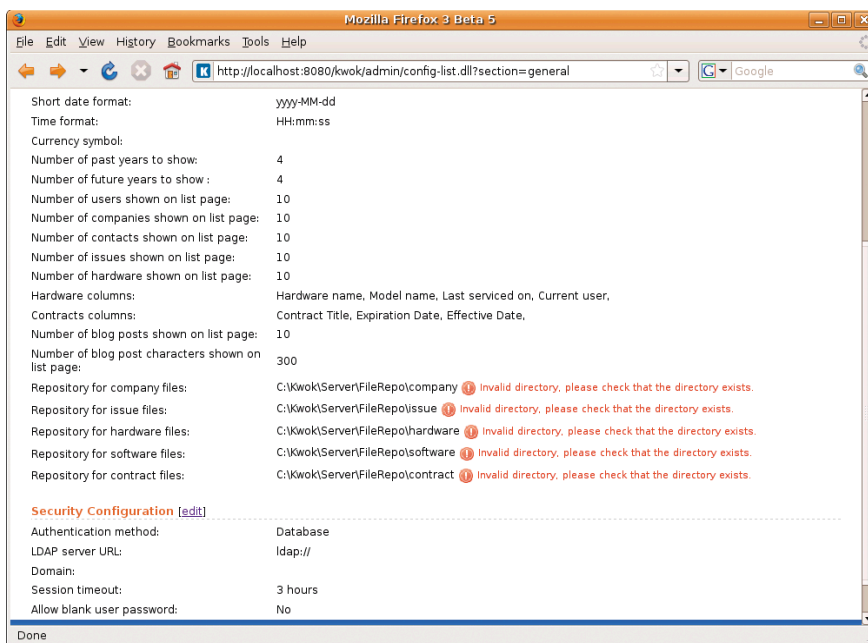 Mozilla Firefox 3 Beta 5
File Edit View History Bookmarks Tools Help
K http://localhost:8080/kwok/admin/config-list.dll?section=general G Google
Short date format: yyyy-MM-dd
Time format: HH:mm:ss
Currency symbol:
Number of past years to show: 4
Number of future years to show : 4
Number of users shown on list page: 10
Number of companies shown on list page: 10
Number of contacts shown on list page: 10
Number of issues shown on list page: 10
Number of hardware shown on list page: 10
Hardware columns: Hardware name, Model name, Last serviced on, Current user,
Contracts columns: Contract Title, Expiration Date, Effective Date,
Number of blog posts shown on list page: 10
Number of blog post characters shown on
list page: 300
Repository for company files: C:\Kwok\Server\FileRepo\company Invalid directory, please check that the directory exists.
Repository for issue files: C:\Kwok\Server\FileRepo\issue Invalid directory, please check that the directory exists.
Repository for hardware files: C:\Kwok\Server\FileRepo\hardware Invalid directory, please check that the directory exists.
Repository for software files: C:\Kwok\Server\FileRepo\software Invalid directory, please check that the directory exists.
Repository for contract files: C:\Kwok\Server\FileRepo\contract Invalid directory, please check that the directory exists.
Security Configuration [edit]
Authentication method: Database
LDAP server URL: ldap://
Domain:
Session timeout: 3 hours
Allow blank user password: No
Done